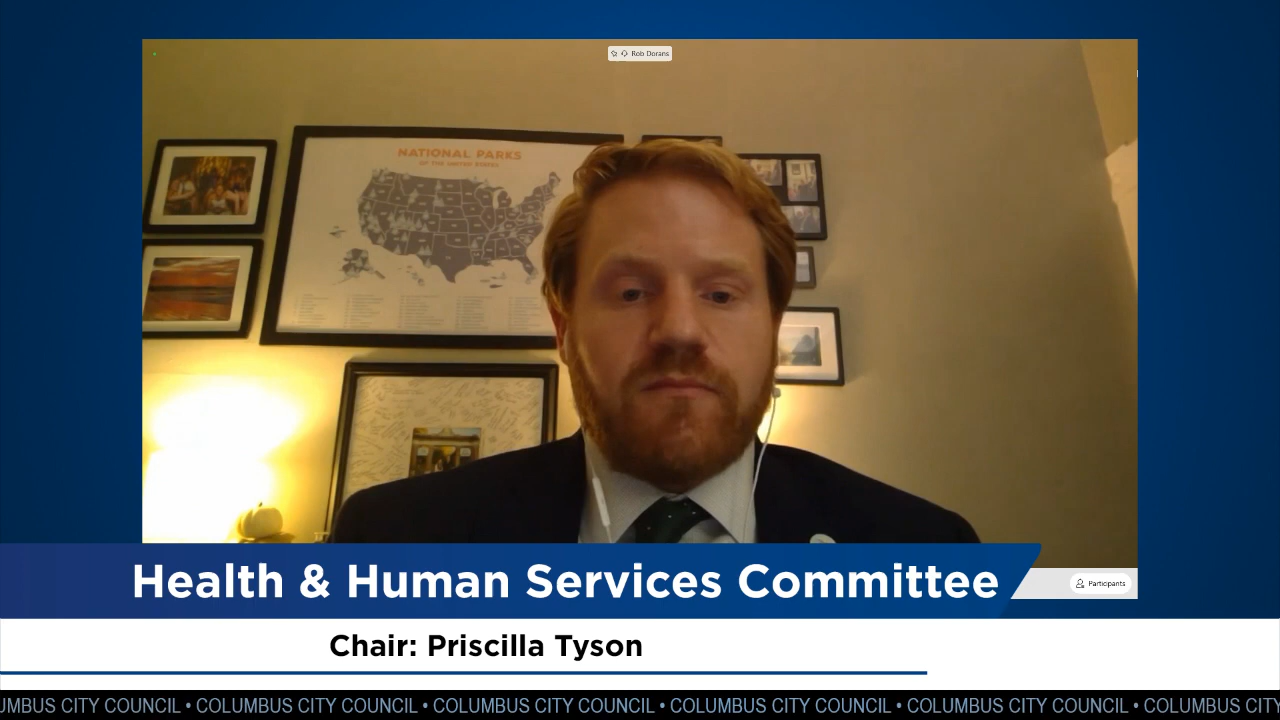 Rob Dorans
NATIONAL PARKS
OF THE UNITED STATES
Health & Human Services Committee
Participants
Chair: Priscilla Tyson
UMBUS CITY COUNCIL • COLUMBUS CITY COUNCIL • COLUMBUS CITY COUNCIL • COLUMBUS CITY COUNCIL • COLUMBUS CITY COUNCIL • COLUMBUS CITY